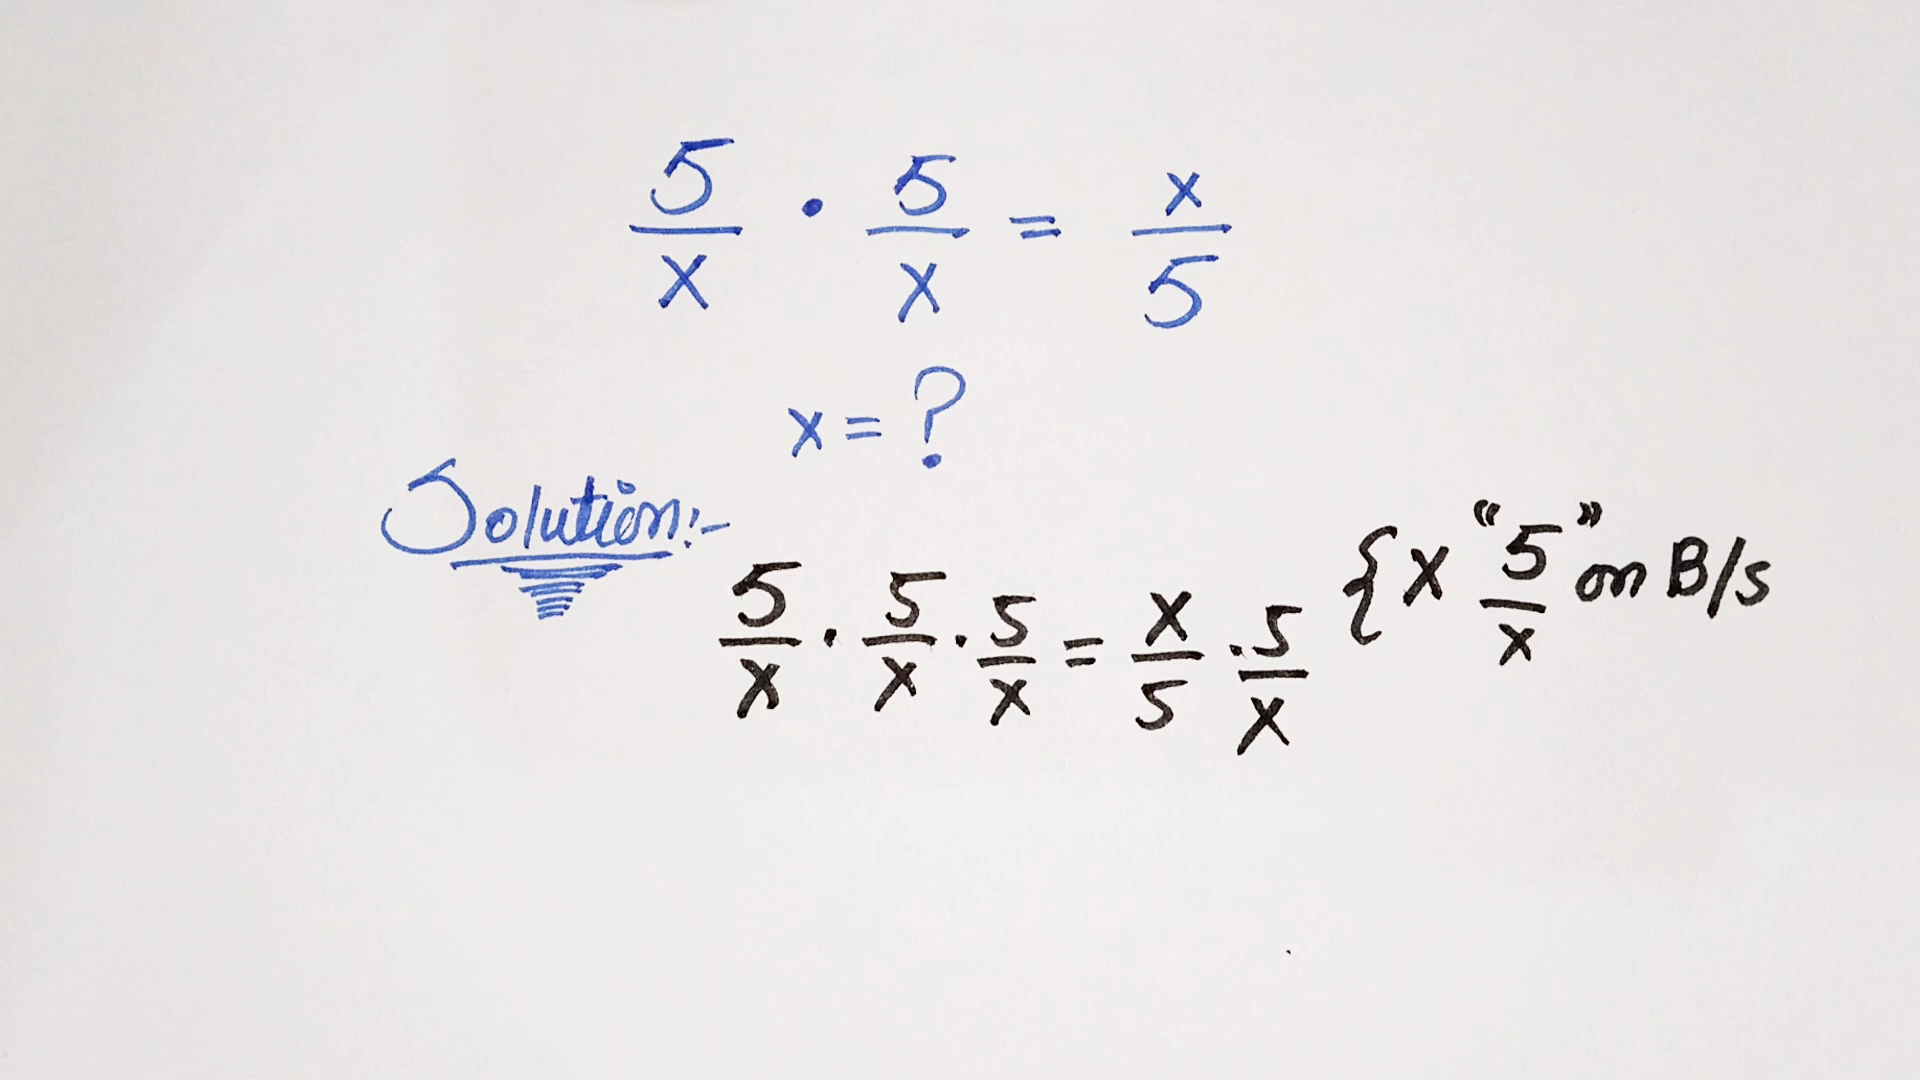 5/x · 5/x = x/5
x = ?
Solution:-
5/x · 5/x · 5/x = x/5 · 5/x {x "5/x" on B/s